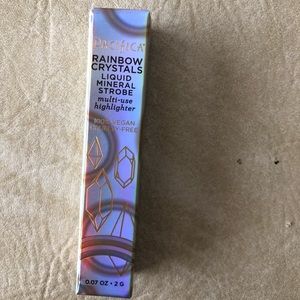 PACIFICA
RAINBOW
CRYSTALS
LIQUID
MINERAL
STROBE
multi-use
highlighter
100% VEGAN
CRUELTY-FREE
0.07 OZ • 2 G